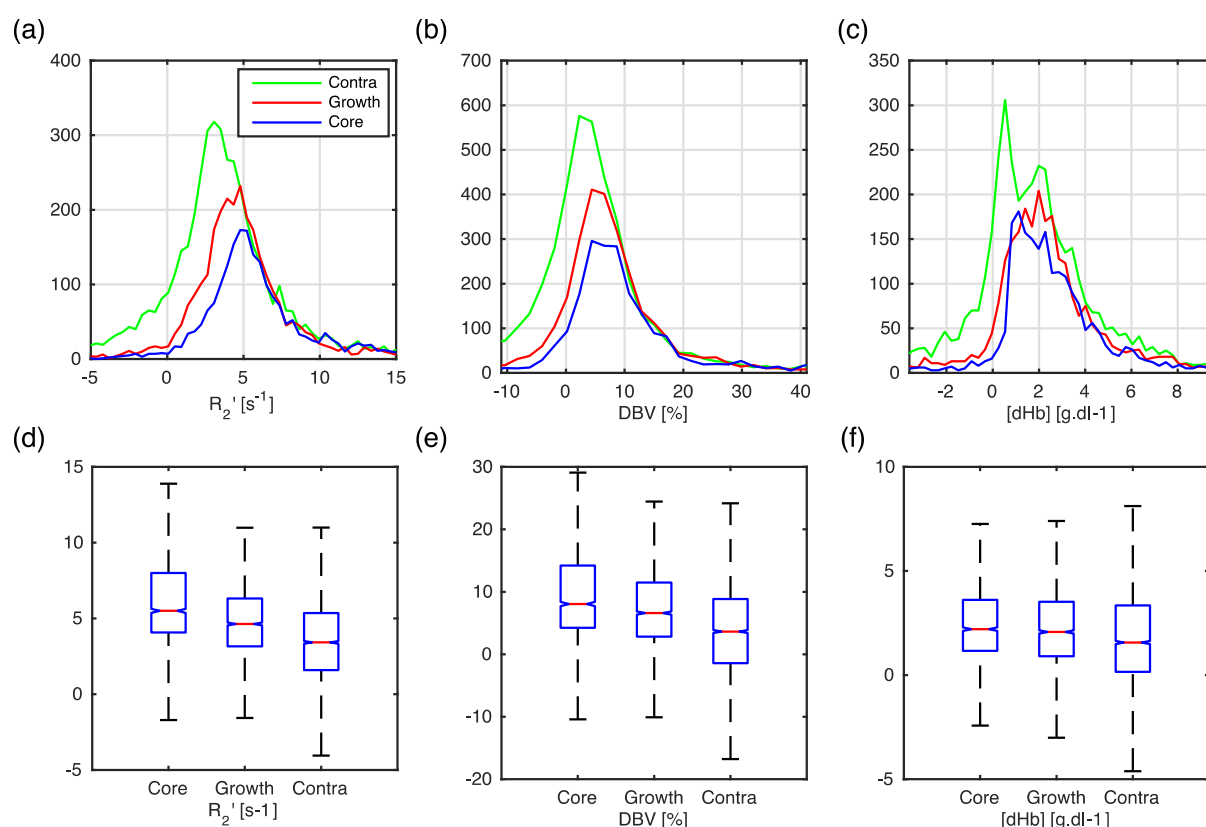 (a)
400
300
200
100
0
-5
0
5
10
15
R2' [s-1]
Contra
Growth
Core
(b)
700
600
500
400
300
200
100
0
-10
0
10
20
30
40
DBV [%]
(c)
350
300
250
200
150
100
50
0
-2
0
2
4
6
8
[dHb] [g.dl-1]
(d)
15
10
5
0
-5
Core
Growth
Contra
R2' [s-1]
(e)
30
20
10
0
-10
-20
Core
Growth
Contra
DBV [%]
(f)
10
5
0
-5
Core
Growth
Contra
[dHb] [g.dl-1]